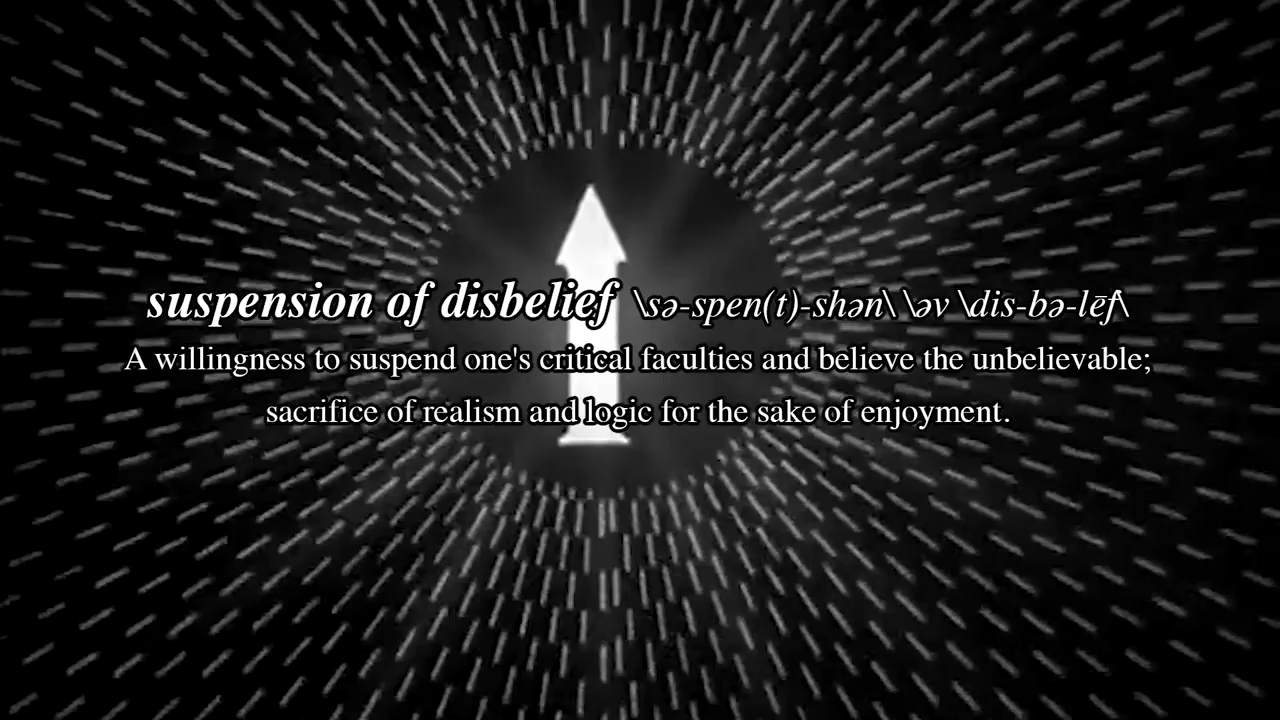 suspension of disbelief \sə-spen(t)-shən\ \əv \dis-bə-lēf\
A willingness to suspend one's critical faculties and believe the unbelievable;
sacrifice of realism and logic for the sake of enjoyment.